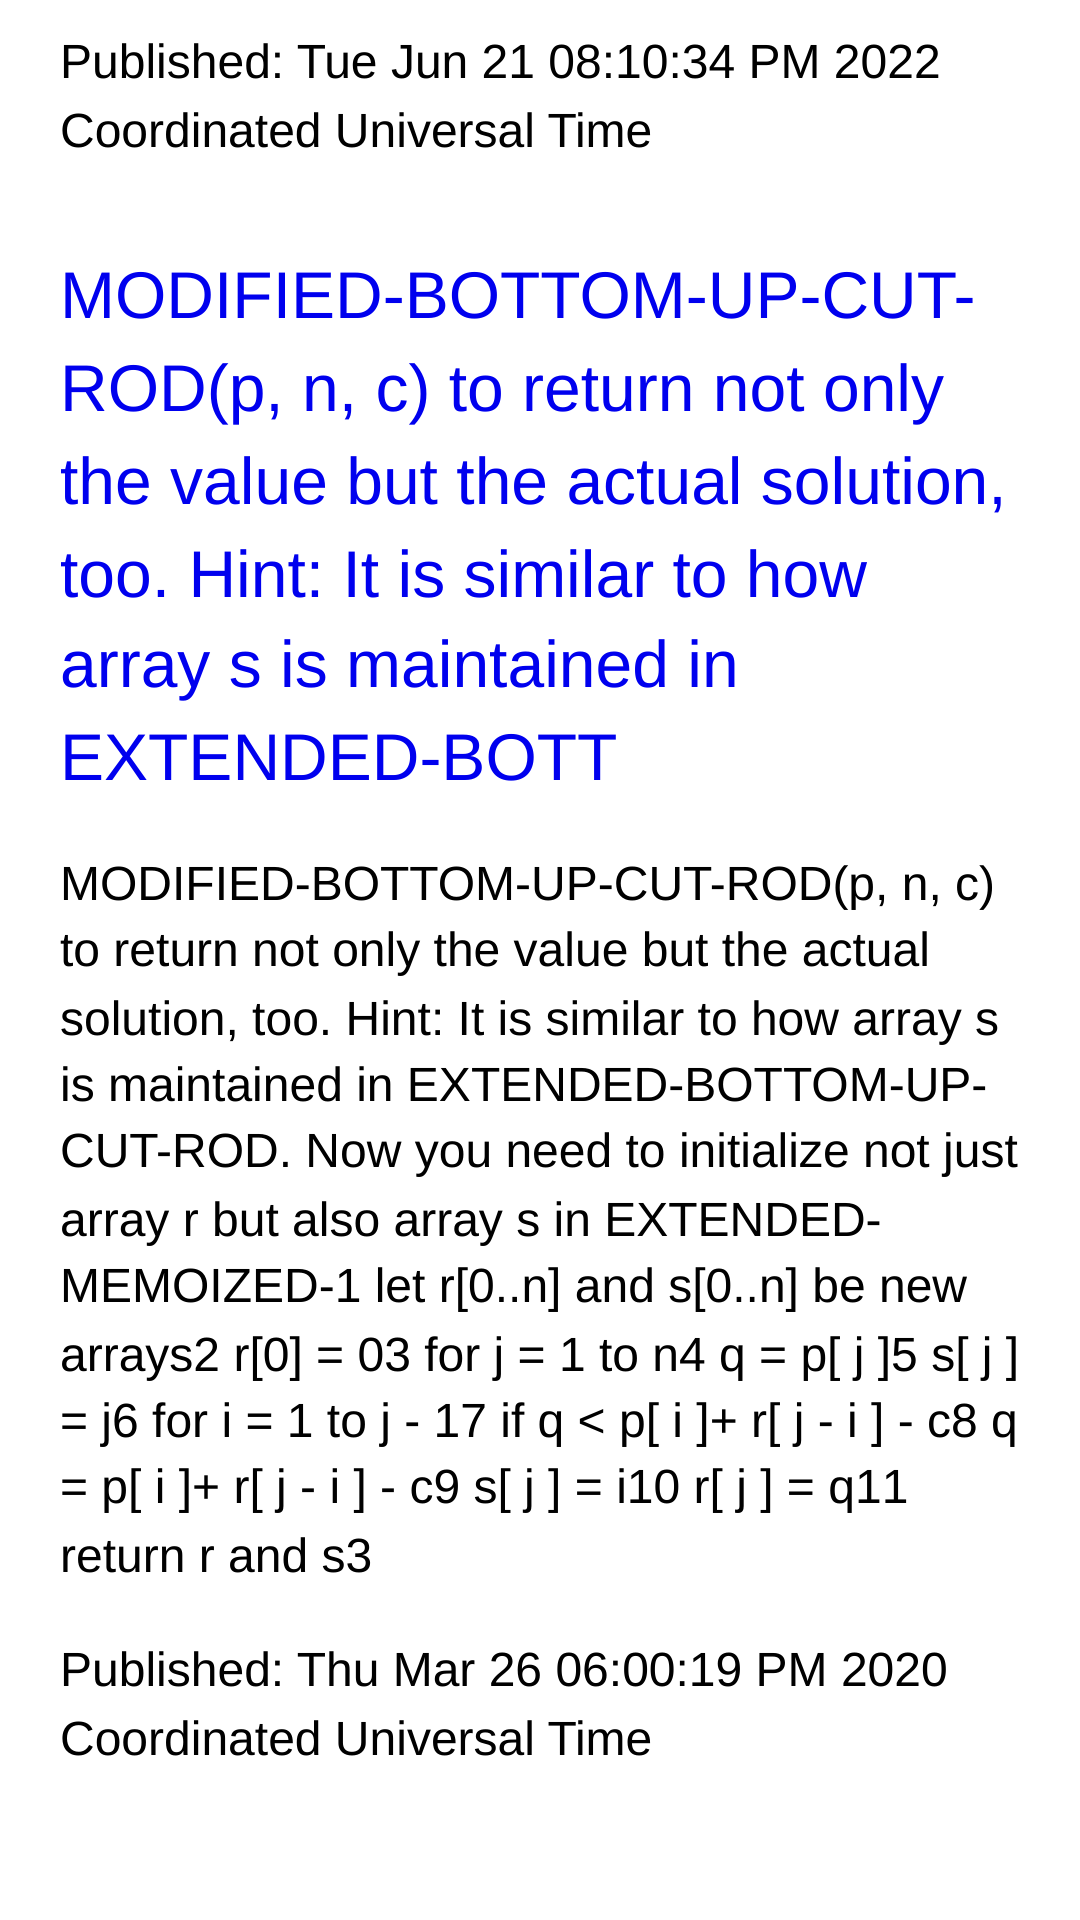 Published: Tue Jun 21 08:10:34 PM 2022
Coordinated Universal Time
MODIFIED-BOTTOM-UP-CUT-
ROD(p, n, c) to return not only
the value but the actual solution,
too. Hint: It is similar to how
array s is maintained in
EXTENDED-BOTT
MODIFIED-BOTTOM-UP-CUT-ROD(p, n, c)
to return not only the value but the actual
solution, too. Hint: It is similar to how array s
is maintained in EXTENDED-BOTTOM-UP-
CUT-ROD. Now you need to initialize not just
array r but also array s in EXTENDED-
MEMOIZED-1 let r[0..n] and s[0..n] be new
arrays2 r[0] = 03 for j = 1 to n4 q = p[ j ]5 s[ j ]
= j6 for i = 1 to j - 17 if q < p[ i ]+ r[ j - i ] - c8 q
= p[ i ]+ r[ j - i ] - c9 s[ j ] = i10 r[ j ] = q11
return r and s3
Published: Thu Mar 26 06:00:19 PM 2020
Coordinated Universal Time